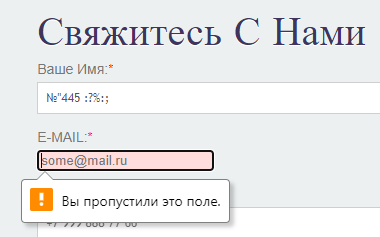 Свяжитесь С Нами
Ваше Имя:*
№"445 :?%:;
E-MAIL:*
some@mail.ru
Вы пропустили это поле.